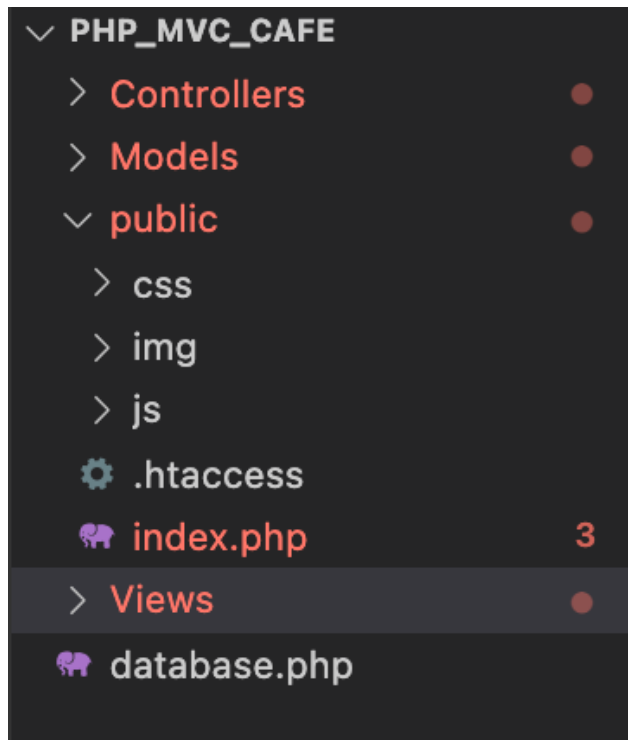 PHP_MVC_CAFE
Controllers
Models
public
css
img
js
.htaccess
index.php 3
Views
database.php